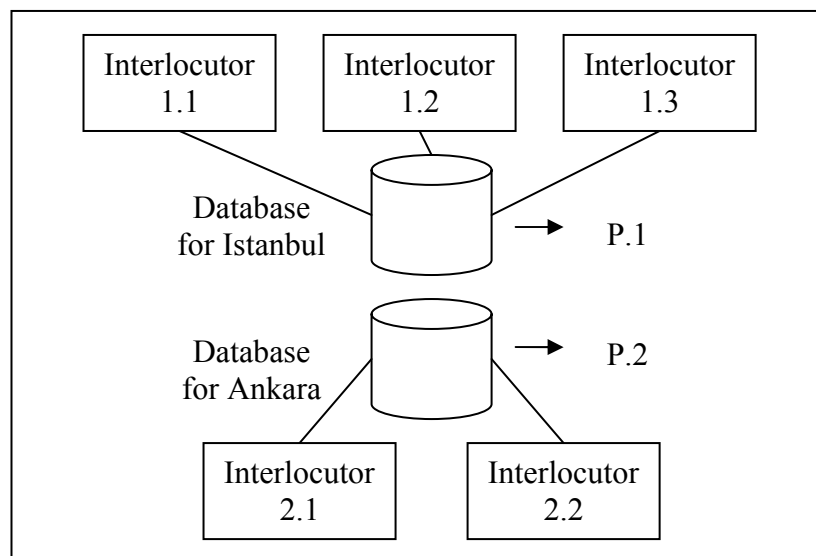 Interlocutor
1.1
Interlocutor
1.2
Interlocutor
1.3
Database
for Istanbul
P.1
Database
for Ankara
P.2
Interlocutor
2.1
Interlocutor
2.2